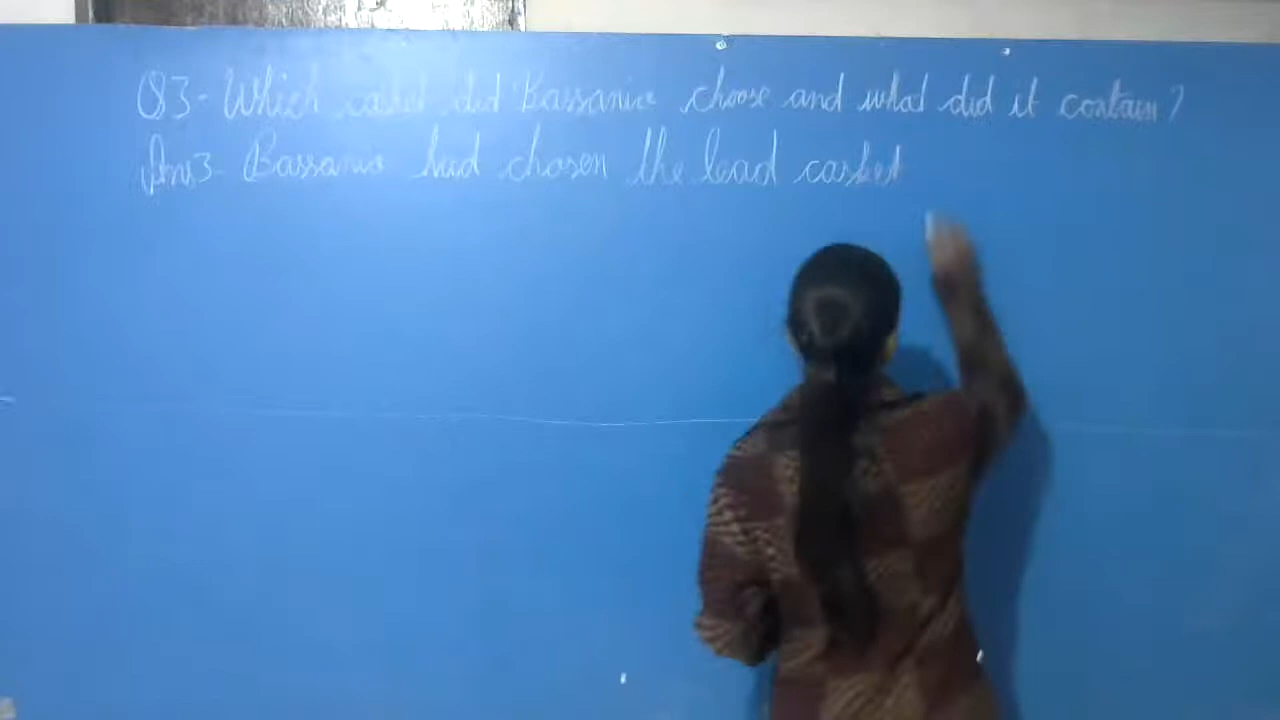 Q3- Which casket did Bassanio choose and what did it contain?
Ans3- Bassanio had chosen the lead casket